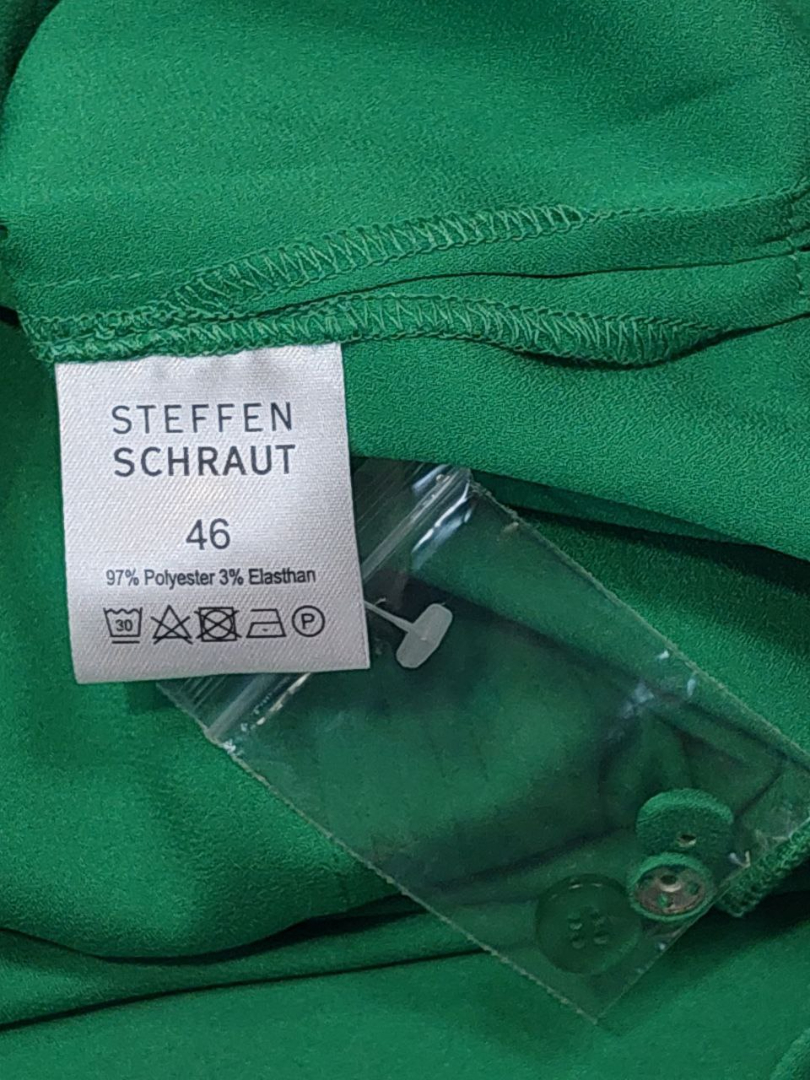 STEFFEN
SCHRAUT
46
97% Polyester 3% Elasthan
30 P